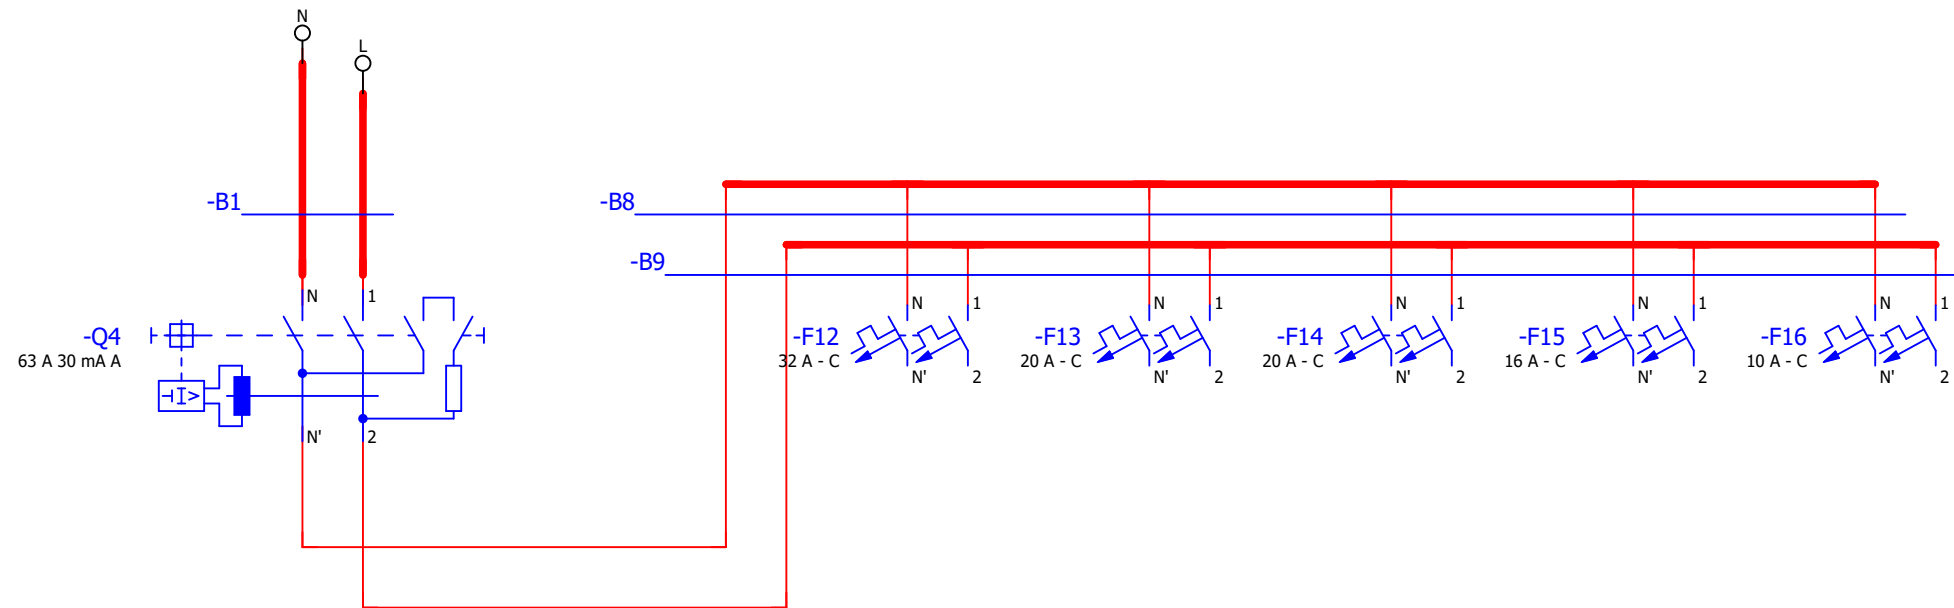 N
L
-B1
-B8
-B9
N 1
-Q4
63 A 30 mA A
-I>
N' 2
N 1
-F12
32 A - C
N' 2
N 1
-F13
20 A - C
N' 2
N 1
-F14
20 A - C
N' 2
N 1
-F15
16 A - C
N' 2
N 1
-F16
10 A - C
N' 2